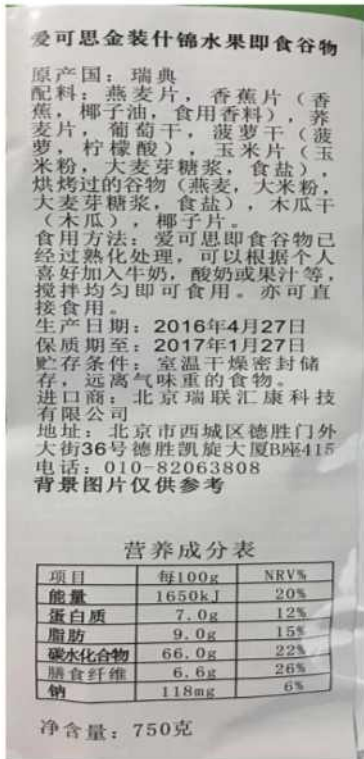 爱可思金装什锦水果即食谷物
原产国：瑞典
配料：燕麦片，香蕉片（香
蕉，椰子油，食用香料），荞
麦片，葡萄干，菠萝干（菠
萝，柠檬酸），玉米片（玉
米粉，大麦芽糖浆，食盐），
烘烤过的谷物（燕麦，大米粉，
大麦芽糖浆，食盐），木瓜干
（木瓜），椰子片。
食用方法：爱可思即食谷物已
经过熟化处理，可以根据个人
喜好加入牛奶，酸奶或果汁等，
搅拌均匀即可食用。亦可直
接食用。
生产日期：2016年4月27日
保质期至：2017年1月27日
贮存条件：室温干燥密封储
存，远离气味重的食物。
进口商：北京瑞联汇康科技
有限公司
地址：北京市西城区德胜门外
大街36号德胜凯旋大厦B座415
电话：010-82063808
背景图片仅供参考
营养成分表
项目 每100g NRV%
能量 1650kJ 20%
蛋白质 7.0g 12%
脂肪 9.0g 15%
碳水化合物 66.0g 22%
膳食纤维 6.6g 26%
钠 118mg 6%
净含量：750克